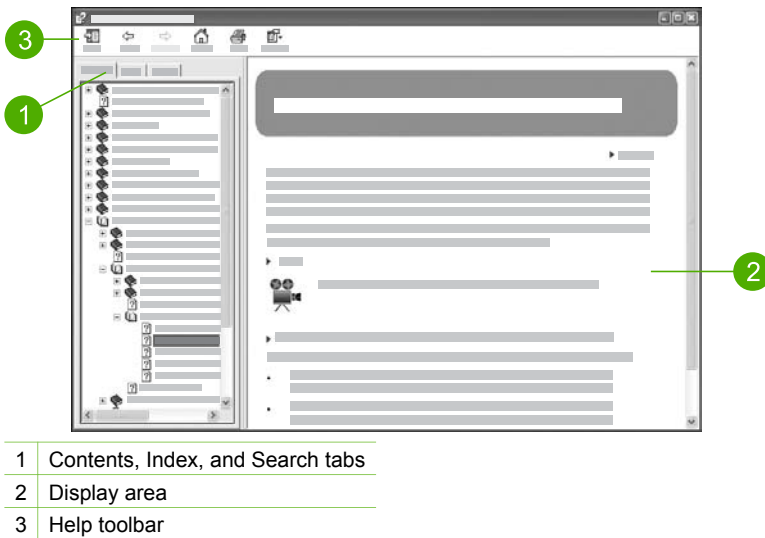 3
1
2
1 Contents, Index, and Search tabs
2 Display area
3 Help toolbar